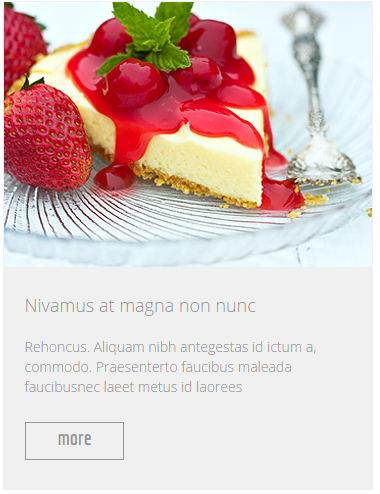 Nivamus at magna non nunc
Rehoncus. Aliquam nibh antegestas id ictum a,
commodo. Praesenterto faucibus maleada
faucibusnec laeet metus id laorees
more